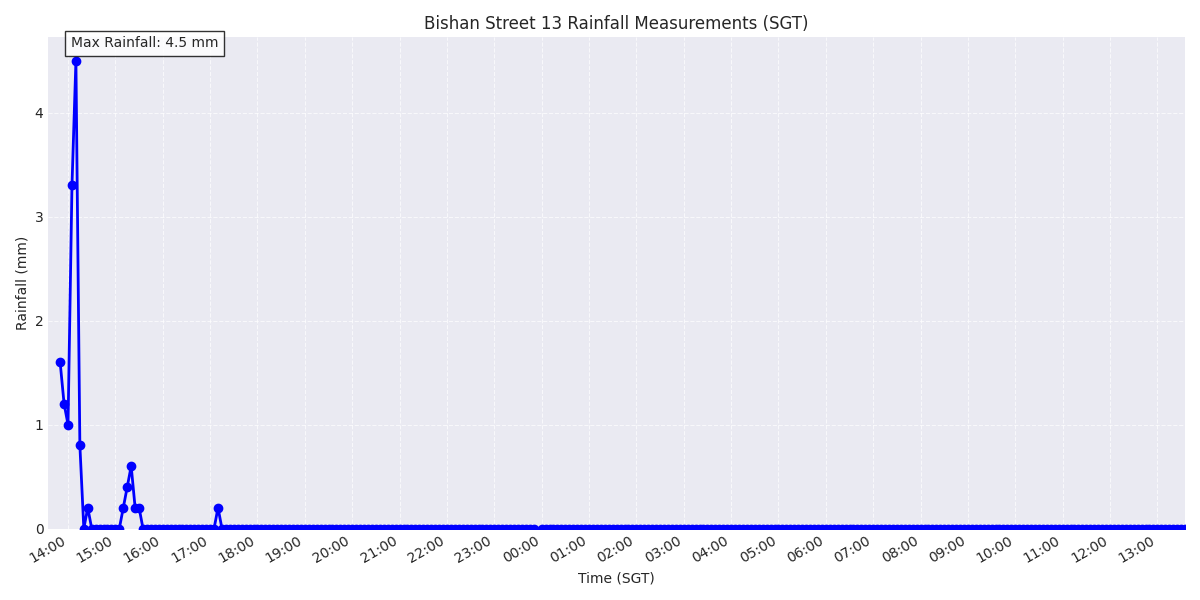 Bishan Street 13 Rainfall Measurements (SGT)
Max Rainfall: 4.5 mm
4
3
2
1
0
Rainfall (mm)
14:00 15:00 16:00 17:00 18:00 19:00 20:00 21:00 22:00 23:00 00:00 01:00 02:00 03:00 04:00 05:00 06:00 07:00 08:00 09:00 10:00 11:00 12:00 13:00
Time (SGT)